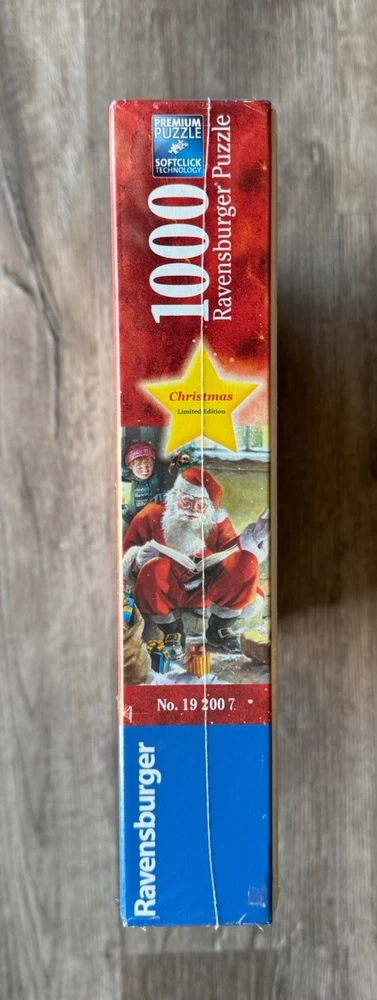 PREMIUM
PUZZLE
SOFTCLICK
TECHNOLOGY
1000
Ravensburger Puzzle
Christmas
Limited Edition
No. 19 200 7
Ravensburger